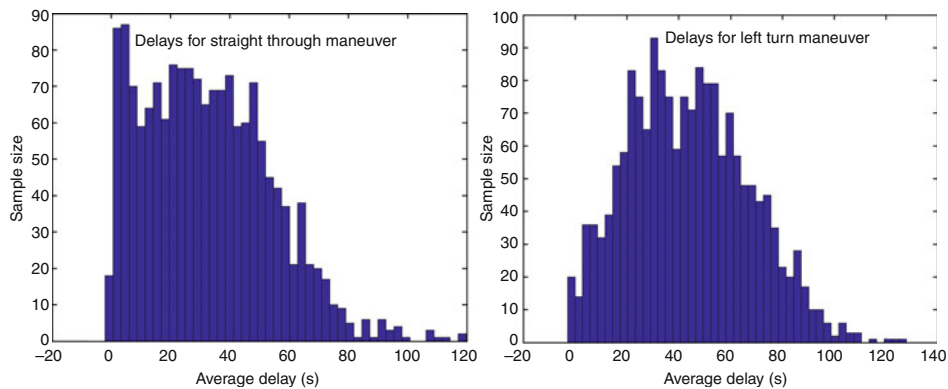 Delays for straight through maneuver
90
80
70
60
50
40
30
20
10
0
Sample size
−20 0 20 40 60 80 100 120
Average delay (s)
Delays for left turn maneuver
100
90
80
70
60
50
40
30
20
10
0
Sample size
−20 0 20 40 60 80 100 120 140
Average delay (s)